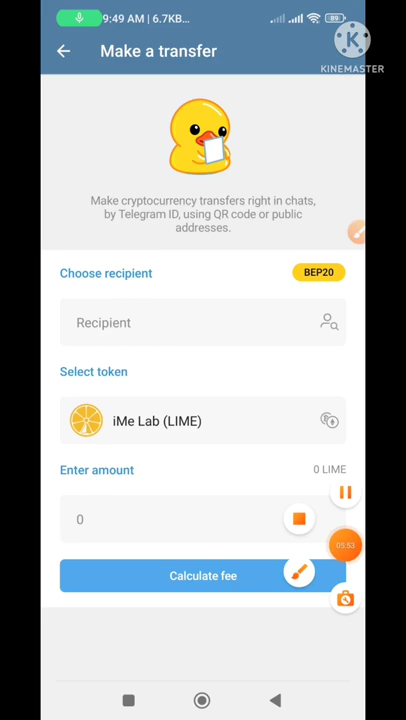 9:49 AM | 6.7KB...
89
Make a transfer
K
KINEMASTER
Make cryptocurrency transfers right in chats,
by Telegram ID, using QR code or public
addresses.
Choose recipient
BEP20
Recipient
Select token
iMe Lab (LIME)
Enter amount
0 LIME
0
05:53
Calculate fee